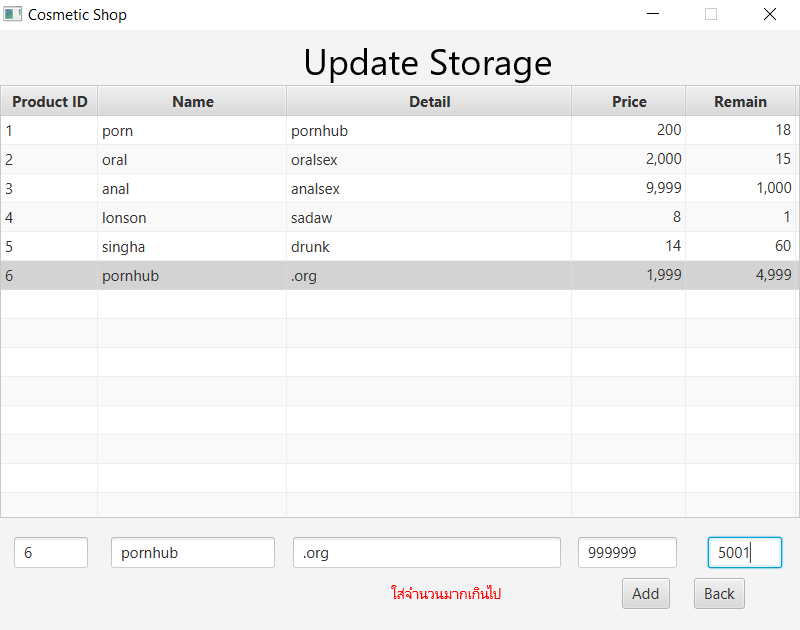 Cosmetic Shop
Update Storage
Product ID Name Detail Price Remain
1 porn pornhub 200 18
2 oral oralsex 2,000 15
3 anal analsex 9,999 1,000
4 lonson sadaw 8 1
5 singha drunk 14 60
6 pornhub .org 1,999 4,999
6 pornhub .org 999999 5001
ใส่จำนวนมากเกินไป Add Back